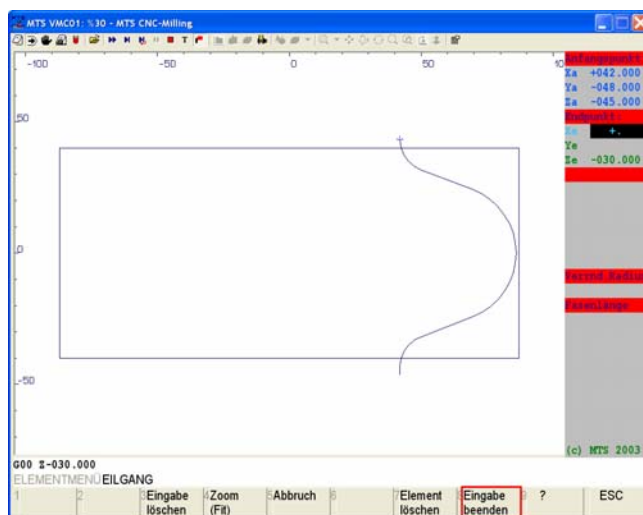 MTS VMC01: %30 - MTS CNC-Milling
-100
-50
0
50
10
Anfangspunkt
Xa +042.000
Ya -048.000
Za -045.000
Endpunkt:
Xe +.
Ye
Ze -030.000
50
0
-50
Verrnd Radius
Fasenlänge
(c) MTS 2003
G00 Z-030.000
ELEMENTMENÜ EILGANG
1
2
3 Eingabe löschen
4 Zoom (Fit)
5 Abbruch
6
7 Element löschen
8 Eingabe beenden
9 ?
ESC